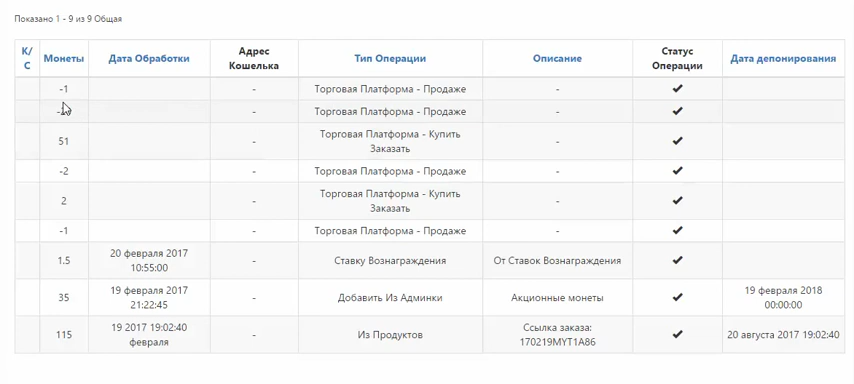 Показано 1 - 9 из 9 Общая
К/С Монеты Дата Обработки Адрес Кошелька Тип Операции Описание Статус Операции Дата депонирования
-1 - Торговая Платформа - Продаже - ✔
- Торговая Платформа - Продаже - ✔
51 - Торговая Платформа - Купить Заказать - ✔
-2 - Торговая Платформа - Продаже - ✔
2 - Торговая Платформа - Купить Заказать - ✔
-1 - Торговая Платформа - Продаже - ✔
1.5 20 февраля 2017 10:55:00 - Ставку Вознаграждения От Ставок Вознаграждения ✔
35 19 февраля 2017 21:22:45 - Добавить Из Админки Акционные монеты ✔ 19 февраля 2018 00:00:00
115 19 2017 19:02:40 февраля - Из Продуктов Ссылка заказа: 170219MYT1A86 ✔ 20 августа 2017 19:02:40